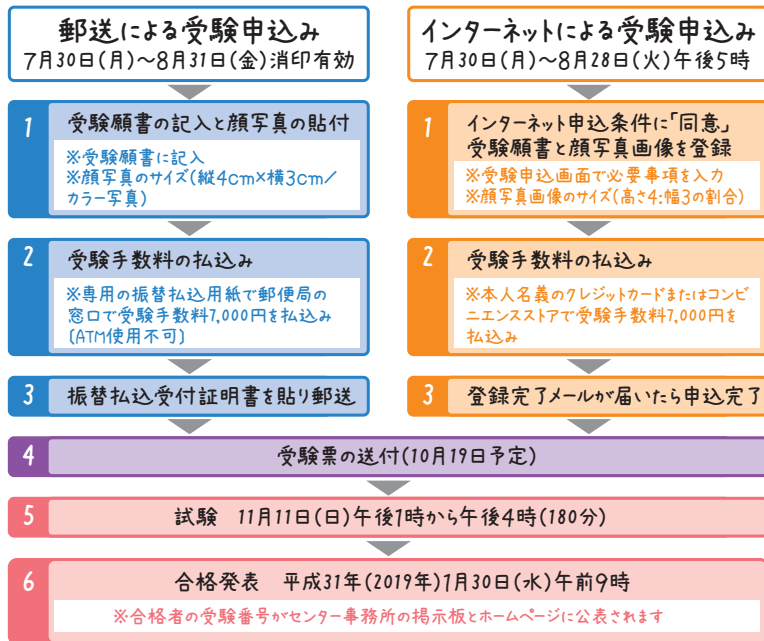 郵送による受験申込み
7月30日(月)〜8月31日(金)消印有効
1
受験願書の記入と顔写真の貼付
※受験願書に記入
※顔写真のサイズ(縦4cm×横3cm/
カラー写真)
2
受験手数料の払込み
※専用の振替払込用紙で郵便局の
窓口で受験手数料7,000円を払込み
(ATM使用不可)
3
振替払込受付証明書を貼り郵送
インターネットによる受験申込み
7月30日(月)〜8月28日(火)午後5時
1
インターネット申込条件に「同意」
受験願書と顔写真画像を登録
※受験申込画面で必要事項を入力
※顔写真画像のサイズ(高さ4:幅3の割合)
2
受験手数料の払込み
※本人名義のクレジットカードまたはコンビ
ニエンスストアで受験手数料7,000円を
払込み
3
登録完了メールが届いたら申込完了
4
受験票の送付(10月19日予定)
5
試験 11月11日(日)午後1時から午後4時(180分)
6
合格発表 平成31年(2019年)1月30日(水)午前9時
※合格者の受験番号がセンター事務所の掲示板とホームページに公表されます